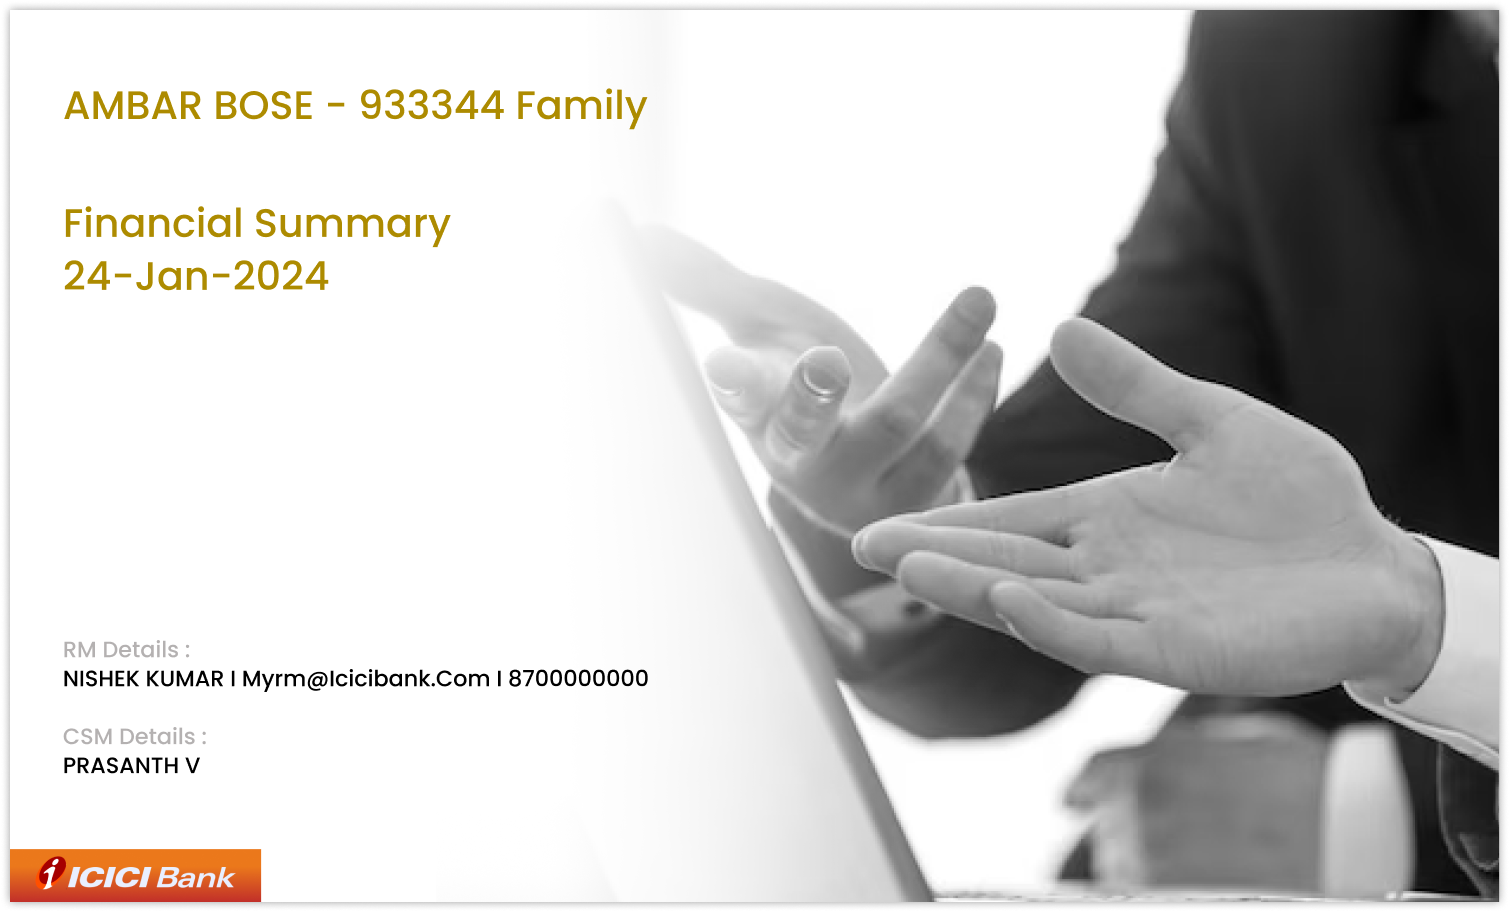 AMBAR BOSE - 933344 Family
Financial Summary
24-Jan-2024
RM Details :
NISHEK KUMAR I Myrm@Icicibank.Com I 8700000000
CSM Details :
PRASANTH V
ICICI Bank